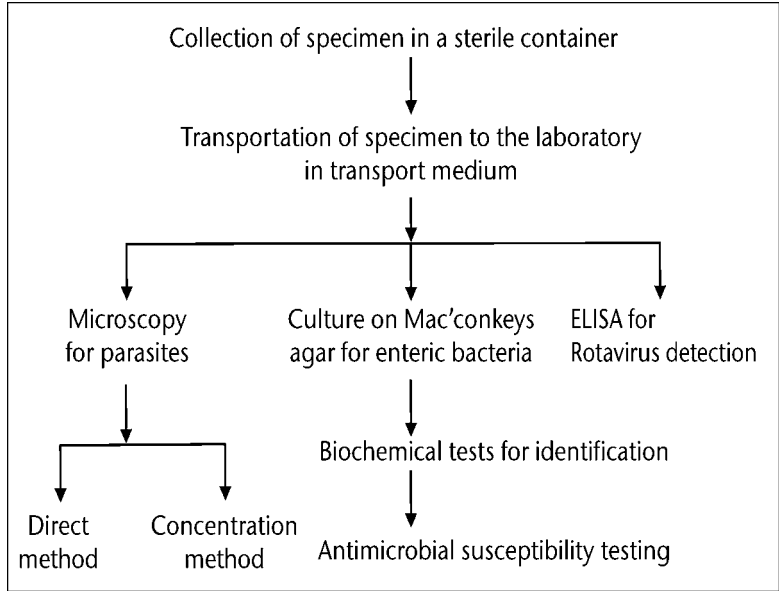 Collection of specimen in a sterile container
Transportation of specimen to the laboratory
in transport medium
Microscopy
for parasites
Culture on Mac'conkeys
agar for enteric bacteria
ELISA for
Rotavirus detection
Biochemical tests for identification
Direct
method
Concentration
method
Antimicrobial susceptibility testing